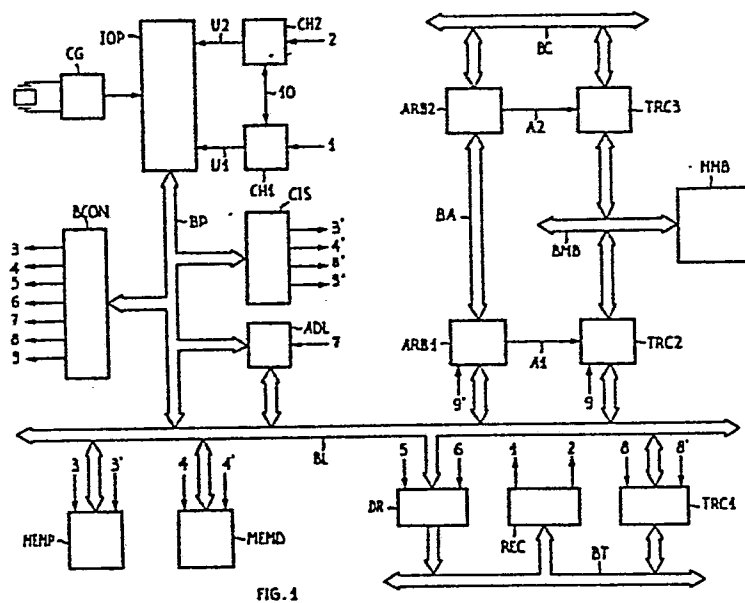 IOP
U2
CH2
2
CG
10
U1
1
CH1
BCON
BP
CIS
3
4
5
6
7
8
9
3'
4'
8'
9'
ADL
7
BC
ARB2
A2
TRC3
MMB
BA
BMB
ARB1
A1
TRC2
9'
9
BL
3
3'
4
4'
5
6
1
2
8
8'
MEMP
MEMD
DR
REC
TRC1
BT
FIG.1